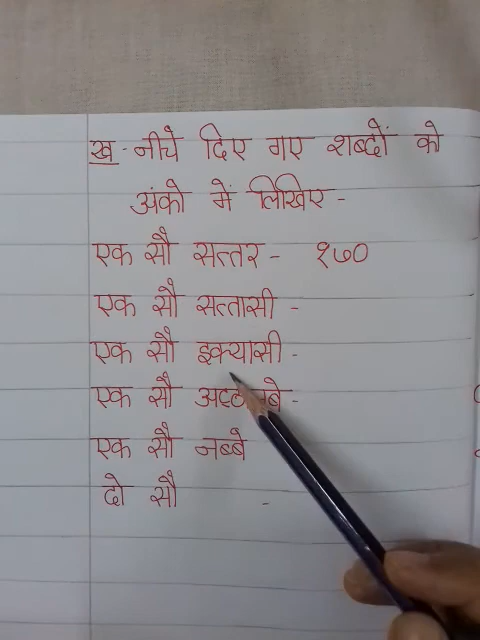 ख - नीचे दिए गए शब्दों को
अंको में लिखिए -
एक सौ सत्तर - १७०
एक सौ सत्तासी -
एक सौ इक्यासी -
एक सौ -
एक सौ नब्बे
दो सौ -